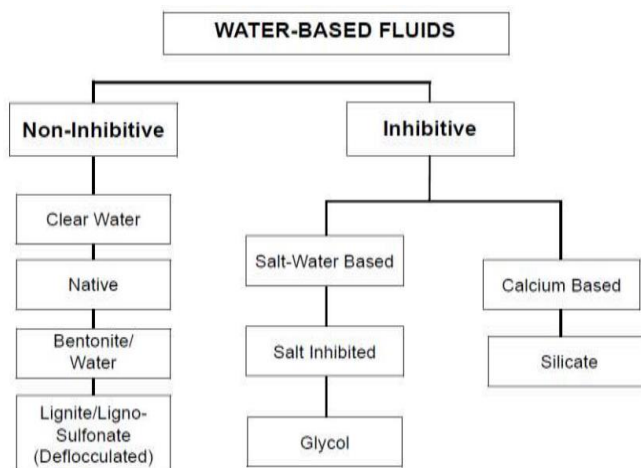 WATER-BASED FLUIDS
Non-Inhibitive
Inhibitive
Clear Water
Native
Bentonite/
Water
Lignite/Ligno-
Sulfonate
(Deflocculated)
Salt-Water Based
Salt Inhibited
Glycol
Calcium Based
Silicate